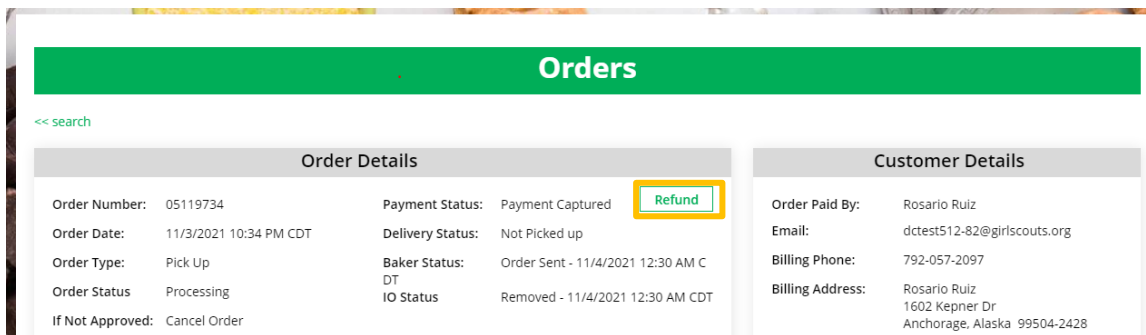 Orders
<< search
Order Details
Order Number: 05119734 Payment Status: Payment Captured Refund
Order Date: 11/3/2021 10:34 PM CDT Delivery Status: Not Picked up
Order Type: Pick Up Baker Status: Order Sent - 11/4/2021 12:30 AM C
DT
Order Status Processing IO Status Removed - 11/4/2021 12:30 AM CDT
If Not Approved: Cancel Order
Customer Details
Order Paid By: Rosario Ruiz
Email: dctest512-82@girlscouts.org
Billing Phone: 792-057-2097
Billing Address: Rosario Ruiz
1602 Kepner Dr
Anchorage, Alaska 99504-2428